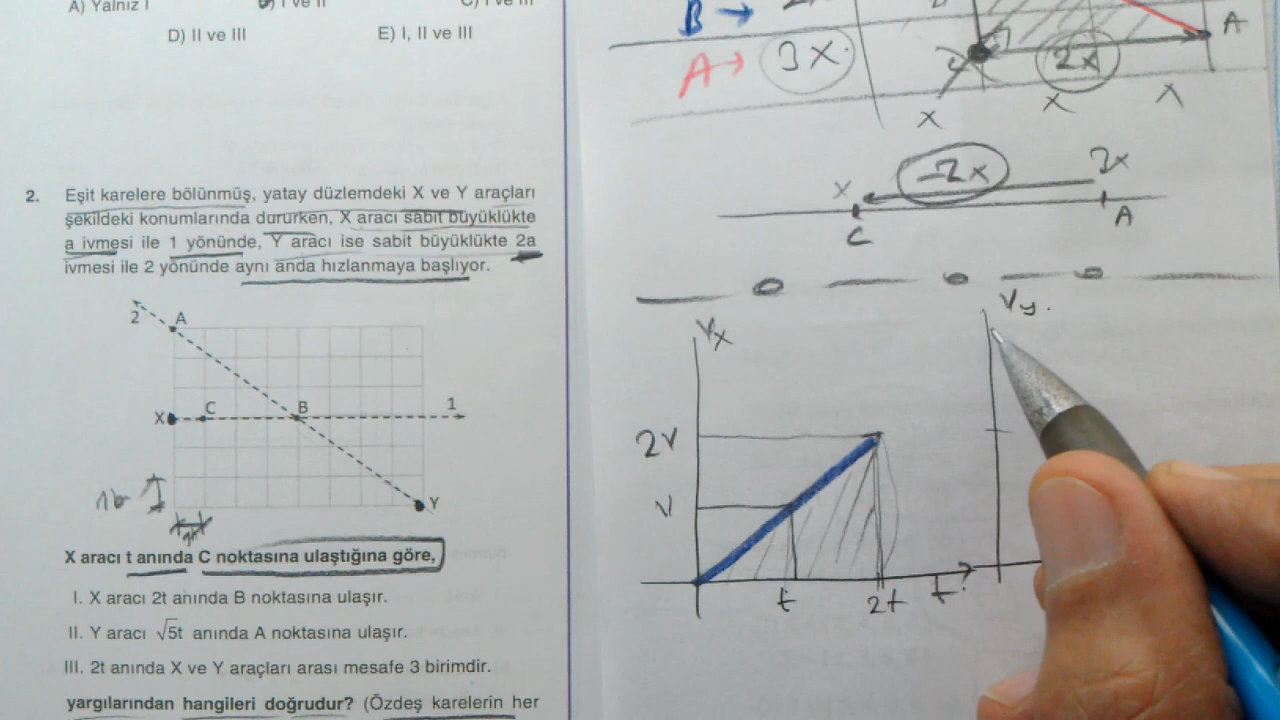 A) Yalnız I
I ve II
C) I ve III
D) II ve III
E) I, II ve III
2. Eşit karelere bölünmüş, yatay düzlemdeki X ve Y araçları
şekildeki konumlarında dururken, X aracı sabit büyüklükte
a ivmesi ile 1 yönünde, Y aracı ise sabit büyüklükte 2a
ivmesi ile 2 yönünde aynı anda hızlanmaya başlıyor.
2
A
X
C
B
1
Y
X aracı t anında C noktasına ulaştığına göre,
I. X aracı 2t anında B noktasına ulaşır.
II. Y aracı √5t anında A noktasına ulaşır.
III. 2t anında X ve Y araçları arası mesafe 3 birimdir.
yargılarından hangileri doğrudur? (Özdeş karelerin her
B →
A → 3x
2x
A
x
x
x
x
-2x
3x
C
A
Vx
2V
V
t
2t
t
Vy